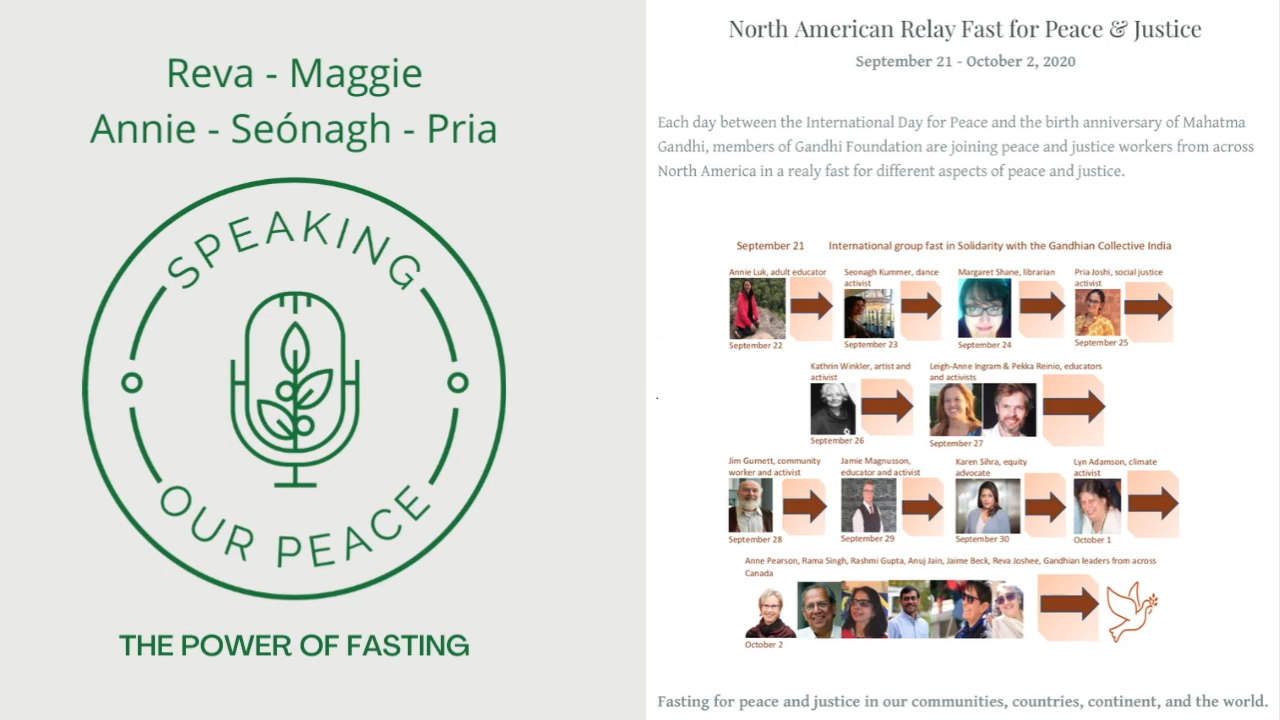 Reva - Maggie
Annie - Seónagh - Pria
SPEAKING
OUR PEACE
THE POWER OF FASTING
North American Relay Fast for Peace & Justice
September 21 - October 2, 2020
Each day between the International Day for Peace and the birth anniversary of Mahatma
Gandhi, members of Gandhi Foundation are joining peace and justice workers from across
North America in a realy fast for different aspects of peace and justice.
September 21 International group fast in Solidarity with the Gandhian Collective India
Annie Luk, adult educator
September 22
Seonagh Kummer, dance
activist
September 23
Margaret Shane, librarian
September 24
Pria Joshi, social justice
activist
September 25
Kathrin Winkler, artist and
activist
September 26
Leigh-Anne Ingram & Pekka Reinio, educators
and activists
September 27
Jim Gurnett, community
worker and activist
September 28
Jamie Magnusson,
educator and activist
September 29
Karen Sihra, equity
advocate
September 30
Lyn Adamson, climate
activist
October 1
Anne Pearson, Rama Singh, Rashmi Gupta, Anuj Jain, Jaime Beck, Reva Joshee, Gandhian leaders from across
Canada
October 2
Fasting for peace and justice in our communities, countries, continent, and the world.